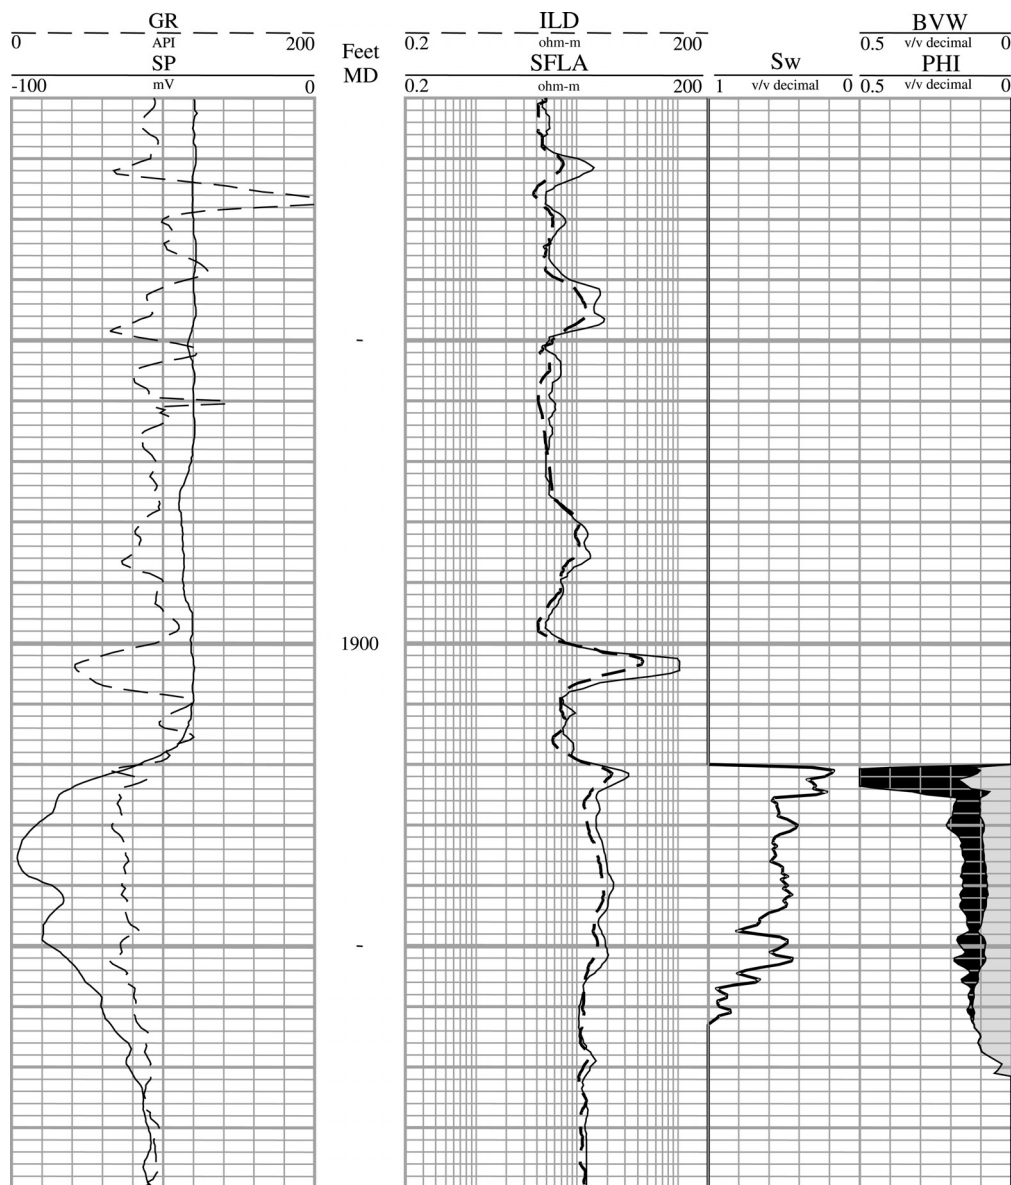 GR
0 API 200
SP
-100 mV 0
Feet
MD
ILD
0.2 ohm-m 200
SFLA
0.2 ohm-m 200
Sw
1 v/v decimal 0
BVW
0.5 v/v decimal 0
PHI
0.5 v/v decimal 0
-
1900
-